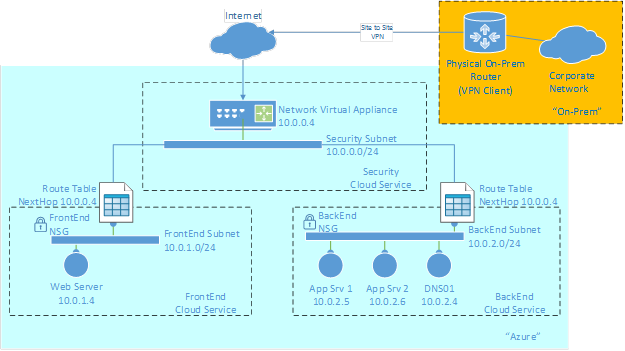 Internet
Site to Site
VPN
Physical On-Prem
Router
(VPN Client)
Corporate
Network
"On-Prem"
Network Virtual Appliance
10.0.0.4
Security Subnet
10.0.0.0/24
Security
Cloud Service
Route Table
NextHop 10.0.0.4
Route Table
NextHop 10.0.0.4
FrontEnd
NSG
FrontEnd Subnet
10.0.1.0/24
Web Server
10.0.1.4
FrontEnd
Cloud Service
BackEnd
NSG
BackEnd Subnet
10.0.2.0/24
App Srv 1
10.0.2.5
App Srv 2
10.0.2.6
DNS01
10.0.2.4
BackEnd
Cloud Service
"Azure"